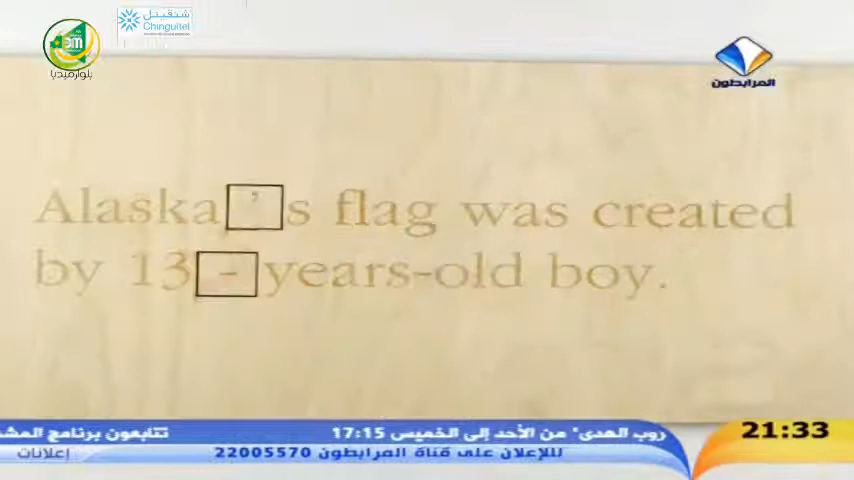 شنقيتل
Chinguitel
بلوارميديا
المرابطون
Alaska's flag was created
by 13-years-old boy.
21:33
روب الهدى" من الأحد إلى الخميس 17:15
تتابعون برنامج المش
للإعلان على قناة المرابطون 22005570
إعلانات